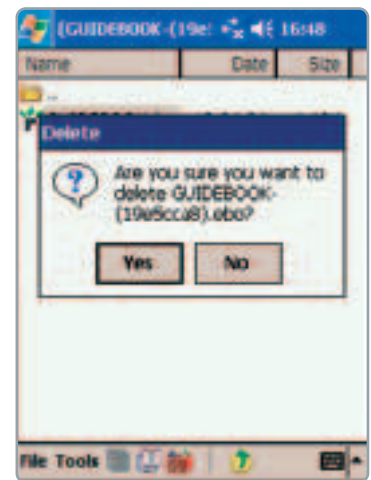 (GUIDEBOOK-(19e: 16:48
Name Date Size
..
Delete
Are you sure you want to
delete GUIDEBOOK-
(19e5cca8).ebo?
Yes No
File Tools